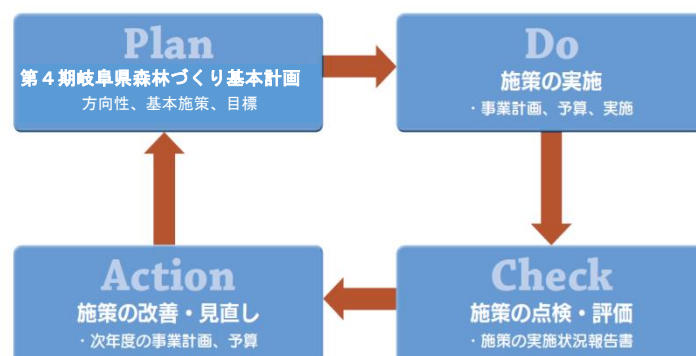 Plan
第4期岐阜県森林づくり基本計画
方向性、基本施策、目標
Do
施策の実施
・事業計画、予算、実施
Action
施策の改善・見直し
・次年度の事業計画、予算
Check
施策の点検・評価
・施策の実施状況報告書